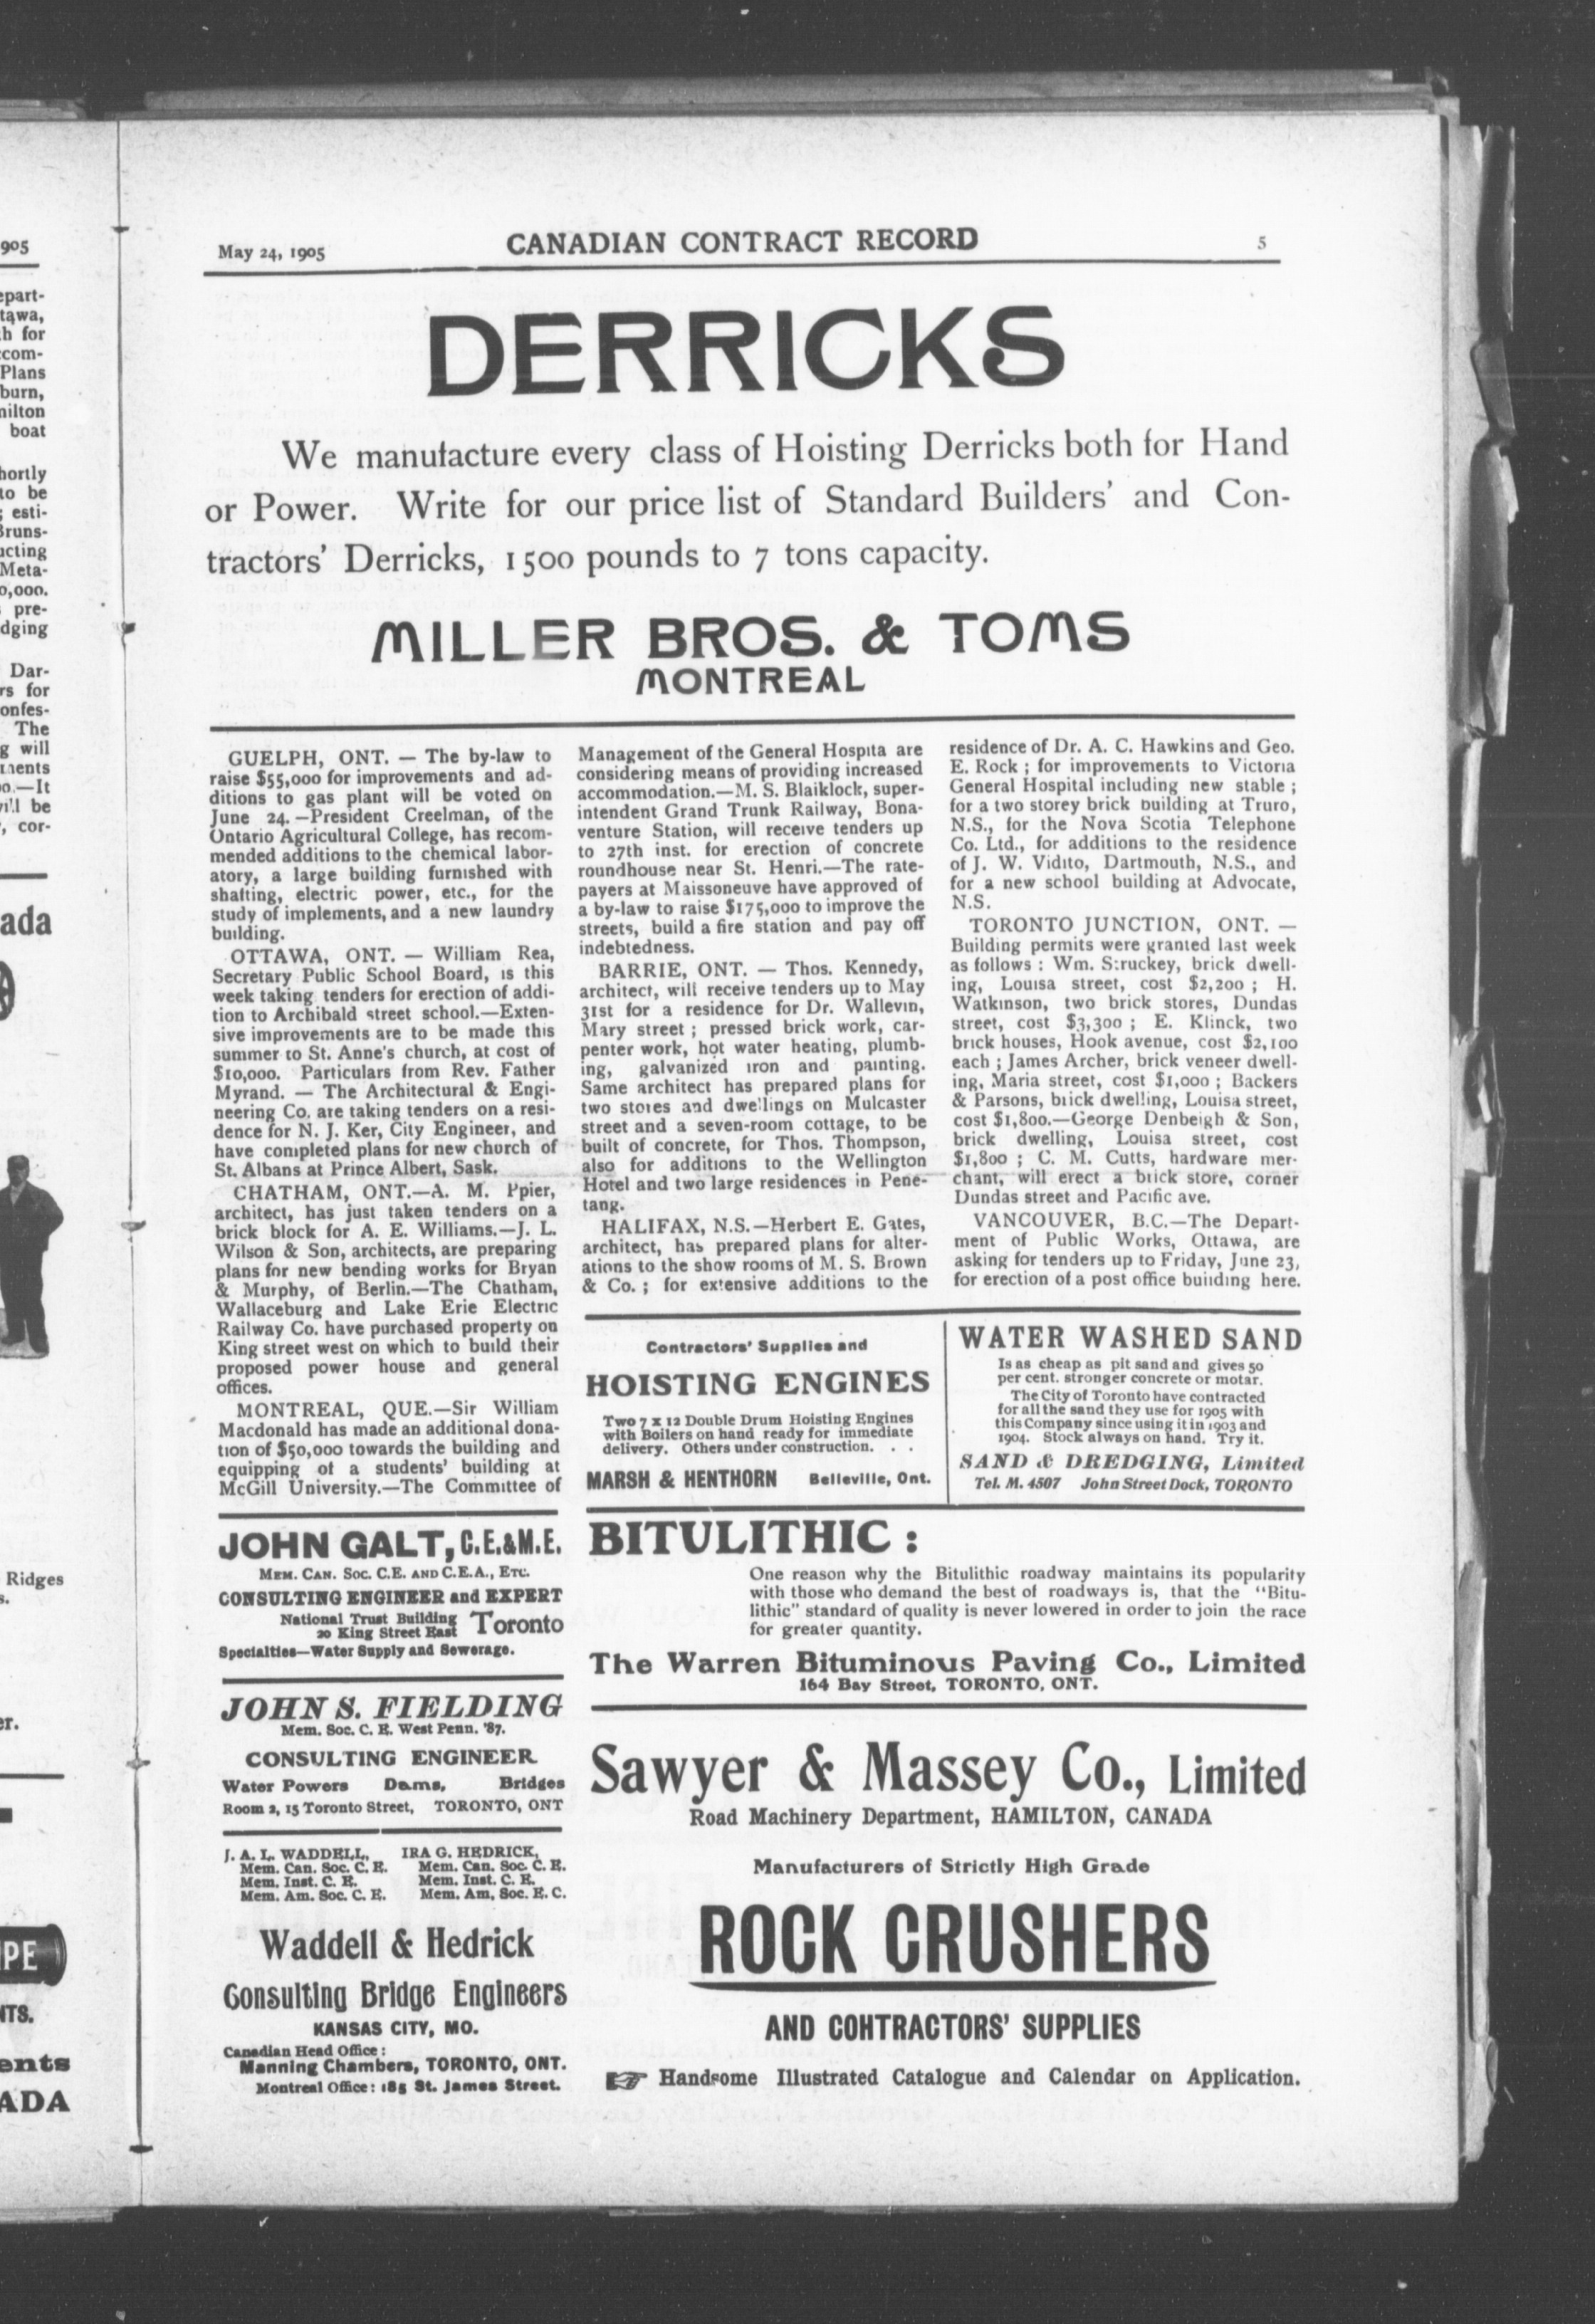 905
epart-
tawa,
h for
com-
Plans
burn,
milton
boat
hortly
to be
; esti-
Bruns-
ucting
Meta-
0,000.
pre-
dging
Dar-
rs for
onfes-
The
g will
ments
00.—It
will be
, cor-
ada
Ridges
s.
er.
IPE
NTS.
ents
ADA
May 24, 1905
CANADIAN CONTRACT RECORD
5
DERRICKS
We manufacture every class of Hoisting Derricks both for Hand
or Power. Write for our price list of Standard Builders' and Con-
tractors' Derricks, 1500 pounds to 7 tons capacity.
MILLER BROS. & TOMS
MONTREAL
GUELPH, ONT. — The by-law to
raise $55,000 for improvements and ad-
ditions to gas plant will be voted on
June 24.—President Creelman, of the
Ontario Agricultural College, has recom-
mended additions to the chemical labor-
atory, a large building furnished with
shafting, electric power, etc., for the
study of implements, and a new laundry
building.
OTTAWA, ONT. — William Rea,
Secretary Public School Board, is this
week taking tenders for erection of addi-
tion to Archibald street school.—Exten-
sive improvements are to be made this
summer to St. Anne's church, at cost of
$10,000. Particulars from Rev. Father
Myrand. — The Architectural & Engi-
neering Co. are taking tenders on a resi-
dence for N. J. Ker, City Engineer, and
have completed plans for new church of
St. Albans at Prince Albert, Sask.
CHATHAM, ONT.—A. M. Ppier,
architect, has just taken tenders on a
brick block for A. E. Williams.—J. L.
Wilson & Son, architects, are preparing
plans for new bending works for Bryan
& Murphy, of Berlin.—The Chatham,
Wallaceburg and Lake Erie Electric
Railway Co. have purchased property on
King street west on which to build their
proposed power house and general
offices.
MONTREAL, QUE.—Sir William
Macdonald has made an additional dona-
tion of $50,000 towards the building and
equipping of a students' building at
McGill University.—The Committee of
Management of the General Hospita are
considering means of providing increased
accommodation.—M. S. Blaiklock, super-
intendent Grand Trunk Railway, Bona-
venture Station, will receive tenders up
to 27th inst. for erection of concrete
roundhouse near St. Henri.—The rate-
payers at Maissoneuve have approved of
a by-law to raise $175,000 to improve the
streets, build a fire station and pay off
indebtedness.
BARRIE, ONT. — Thos. Kennedy,
architect, will receive tenders up to May
31st for a residence for Dr. Wallevin,
Mary street ; pressed brick work, car-
penter work, hot water heating, plumb-
ing, galvanized iron and painting.
Same architect has prepared plans for
two stores and dwellings on Mulcaster
street and a seven-room cottage, to be
built of concrete, for Thos. Thompson,
also for additions to the Wellington
Hotel and two large residences in Pene-
tang.
HALIFAX, N.S.—Herbert E. Gates,
architect, has prepared plans for alter-
ations to the show rooms of M. S. Brown
& Co. ; for extensive additions to the
residence of Dr. A. C. Hawkins and Geo.
E. Rock ; for improvements to Victoria
General Hospital including new stable ;
for a two storey brick building at Truro,
N.S., for the Nova Scotia Telephone
Co. Ltd., for additions to the residence
of J. W. Vidito, Dartmouth, N.S., and
for a new school building at Advocate,
N.S.
TORONTO JUNCTION, ONT. —
Building permits were granted last week
as follows : Wm. Struckey, brick dwell-
ing, Louisa street, cost $2,200 ; H.
Watkinson, two brick stores, Dundas
street, cost $3,300 ; E. Klinck, two
brick houses, Hook avenue, cost $2,100
each ; James Archer, brick veneer dwell-
ing, Maria street, cost $1,000 ; Backers
& Parsons, brick dwelling, Louisa street,
cost $1,800.—George Denbeigh & Son,
brick dwelling, Louisa street, cost
$1,800 ; C. M. Cutts, hardware mer-
chant, will erect a brick store, corner
Dundas street and Pacific ave.
VANCOUVER, B.C.—The Depart-
ment of Public Works, Ottawa, are
asking for tenders up to Friday, June 23,
for erection of a post office building here.
Contractors' Supplies and
HOISTING ENGINES
Two 7 x 12 Double Drum Hoisting Engines
with Boilers on hand ready for immediate
delivery. Others under construction. . .
MARSH & HENTHORN Belleville, Ont.
WATER WASHED SAND
Is as cheap as pit sand and gives 50
per cent. stronger concrete or motar.
The City of Toronto have contracted
for all the sand they use for 1905 with
this Company since using it in 1903 and
1904. Stock always on hand. Try it.
SAND & DREDGING, Limited
Tel. M. 4507 John Street Dock, TORONTO
JOHN GALT, C.E.&M.E.
MEM. CAN. SOC. C.E. AND C.E.A., ETC.
CONSULTING ENGINEER and EXPERT
National Trust Building
20 King Street East Toronto
Specialties—Water Supply and Sewerage.
JOHN S. FIELDING
Mem. Soc. C. E. West Penn. '87.
CONSULTING ENGINEER
Water Powers Dams, Bridges
Room 2, 15 Toronto Street, TORONTO, ONT
J. A. L. WADDELL, IRA G. HEDRICK,
Mem. Can. Soc. C. E. Mem. Can. Soc. C. E.
Mem. Inst. C. E. Mem. Inst. C. E.
Mem. Am. Soc. C. E. Mem. Am, Soc. E. C.
Waddell & Hedrick
Consulting Bridge Engineers
KANSAS CITY, MO.
Canadian Head Office :
Manning Chambers, TORONTO, ONT.
Montreal Office : 185 St. James Street.
BITULITHIC :
One reason why the Bitulithic roadway maintains its popularity
with those who demand the best of roadways is, that the "Bitu-
lithic" standard of quality is never lowered in order to join the race
for greater quantity.
The Warren Bituminous Paving Co., Limited
164 Bay Street, TORONTO, ONT.
Sawyer & Massey Co., Limited
Road Machinery Department, HAMILTON, CANADA
Manufacturers of Strictly High Grade
ROCK CRUSHERS
AND COHTRACTORS' SUPPLIES
☞ Handsome Illustrated Catalogue and Calendar on Application.